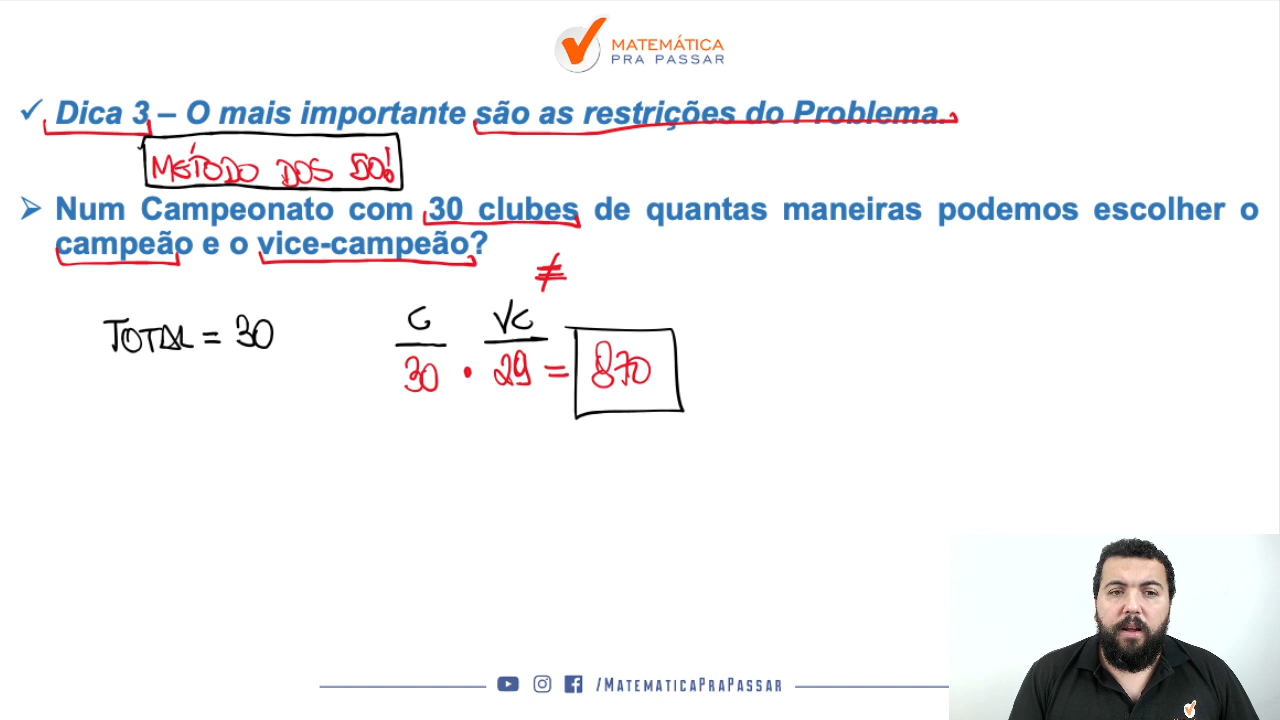 MATEMÁTICA
PRA PASSAR
✓ Dica 3 – O mais importante são as restrições do Problema.
MÉTODO DOS 50!
➢ Num Campeonato com 30 clubes de quantas maneiras podemos escolher o
campeão e o vice-campeão?
≠
TOTAL = 30
C VC
30 • 29 = 870
/MATEMATICAPRAPASSAR